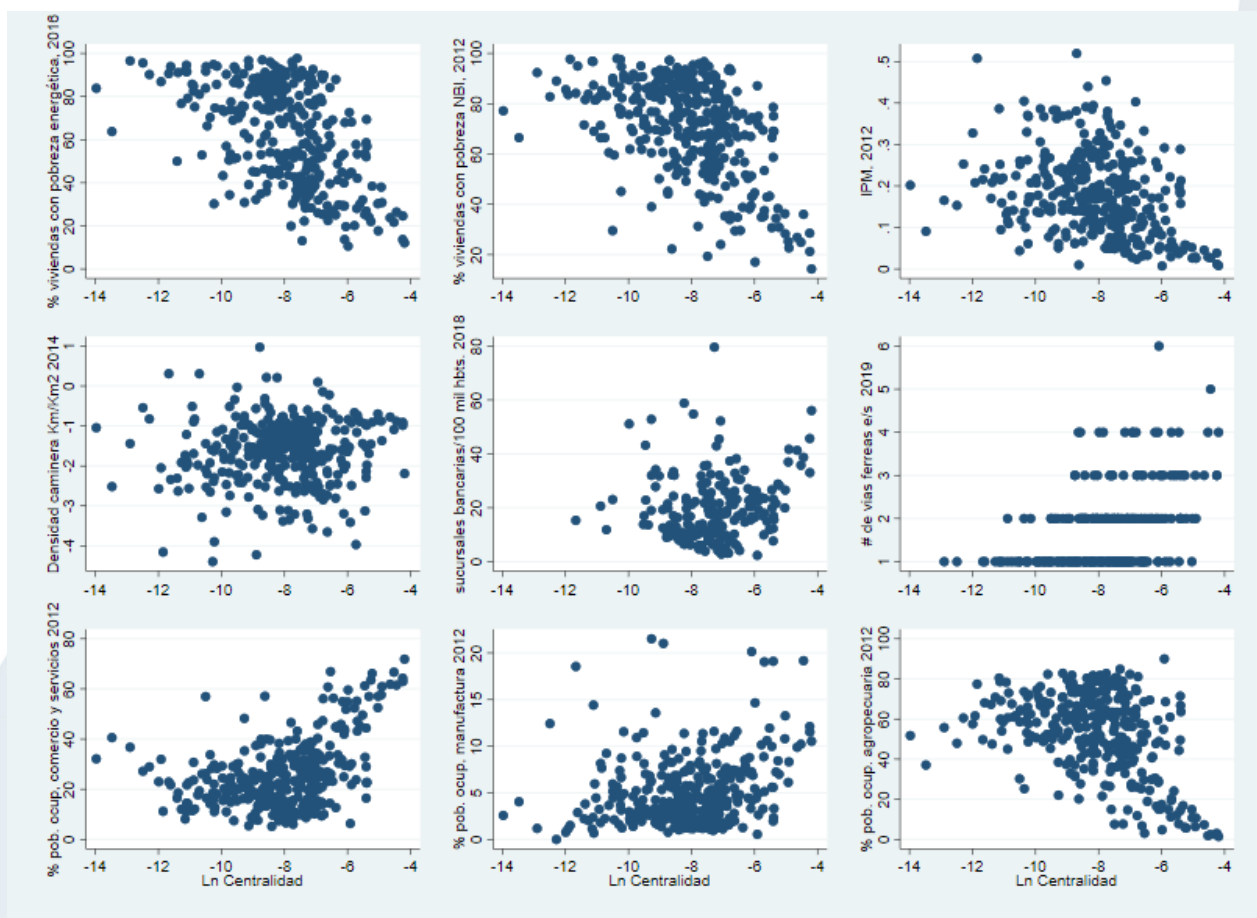 % viviendas con pobreza energética, 2016
100
80
60
40
20
0
-14 -12 -10 -8 -6 -4
% viviendas con pobreza NBI, 2012
100
80
60
40
20
-14 -12 -10 -8 -6 -4
IPM, 2012
.5
.4
.3
.2
.1
0
-14 -12 -10 -8 -6 -4
Densidad caminera Km/Km2 2014
1
0
-1
-2
-3
-4
-14 -12 -10 -8 -6 -4
sucursales bancarias/100 mil hbts. 2018
80
60
40
20
0
-14 -12 -10 -8 -6 -4
# de vias ferreas e/s 2019
6
5
4
3
2
1
-14 -12 -10 -8 -6 -4
% pob. ocup. comercio y servicios 2012
80
60
40
20
0
-14 -12 -10 -8 -6 -4
Ln Centralidad
% pob. ocup. manufactura 2012
20
15
10
5
0
-14 -12 -10 -8 -6 -4
Ln Centralidad
% pob. ocup. agropecuaria 2012
100
80
60
40
20
0
-14 -12 -10 -8 -6 -4
Ln Centralidad